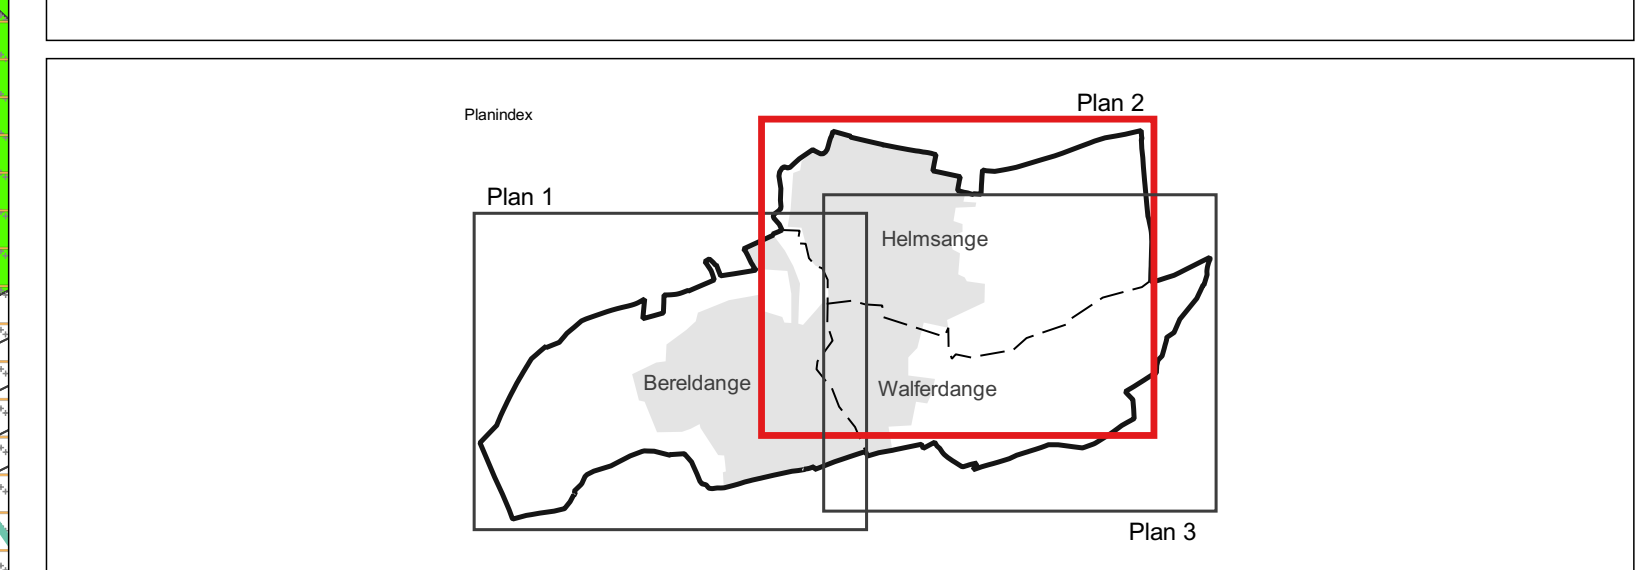 Plan 2
Planindex
Plan 1
Helmsange
Bereldange
Walferdange
Plan 3